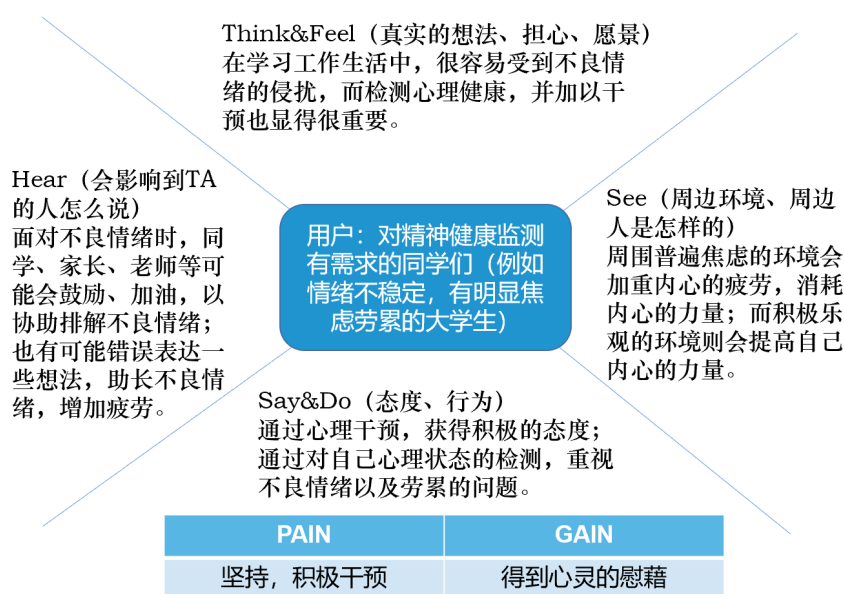 Think&Feel（真实的想法、担心、愿景）
在学习工作生活中，很容易受到不良情
绪的侵扰，而检测心理健康，并加以干
预也显得很重要。
Hear（会影响到TA
的人怎么说）
面对不良情绪时，同
学、家长、老师等可
能会鼓励、加油，以
协助排解不良情绪；
也有可能错误表达一
些想法，助长不良情
绪，增加疲劳。
用户：对精神健康监测
有需求的同学们（例如
情绪不稳定，有明显焦
虑劳累的大学生）
See（周边环境、周边
人是怎样的）
周围普遍焦虑的环境会
加重内心的疲劳，消耗
内心的力量；而积极乐
观的环境则会提高自己
内心的力量。
Say&Do（态度、行为）
通过心理干预，获得积极的态度；
通过对自己心理状态的检测，重视
不良情绪以及劳累的问题。
PAIN
GAIN
坚持，积极干预
得到心灵的慰藉